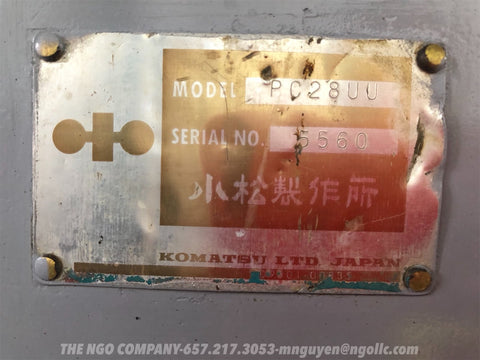 MODEL PC28UU
SERIAL NO. 5560
小松製作所
KOMATSU LTD. JAPAN
THE NGO COMPANY-657.217.3053-mnguyen@ngollc.com